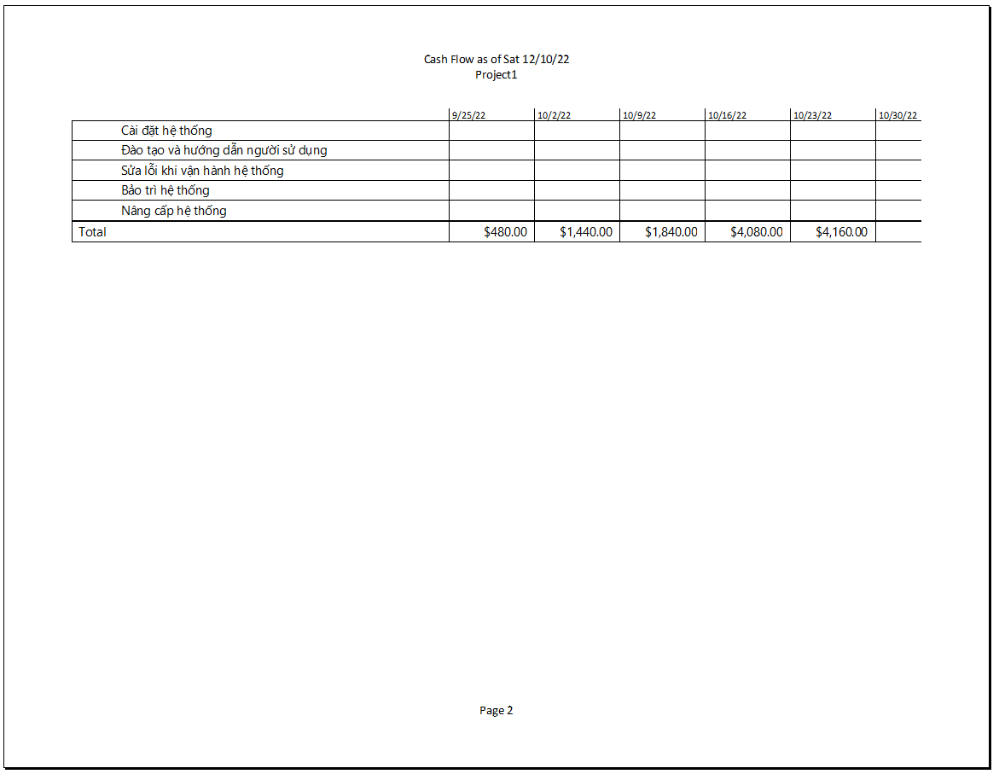 Cash Flow as of Sat 12/10/22
Project1
9/25/22 10/2/22 10/9/22 10/16/22 10/23/22 10/30/22
Cài đặt hệ thống
Đào tạo và hướng dẫn người sử dụng
Sửa lỗi khi vận hành hệ thống
Bảo trì hệ thống
Nâng cấp hệ thống
Total $480.00 $1,440.00 $1,840.00 $4,080.00 $4,160.00
Page 2